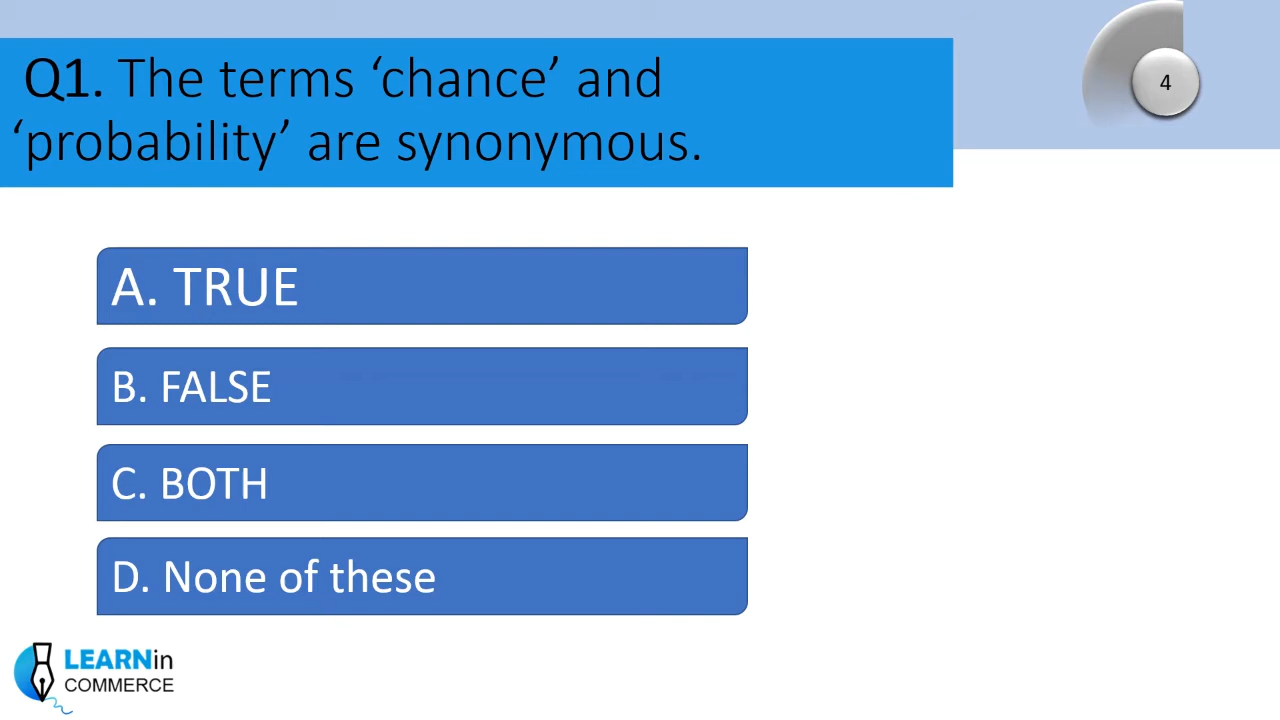 Q1. The terms ‘chance’ and
‘probability’ are synonymous.
4
A. TRUE
B. FALSE
C. BOTH
D. None of these
LEARNin
COMMERCE